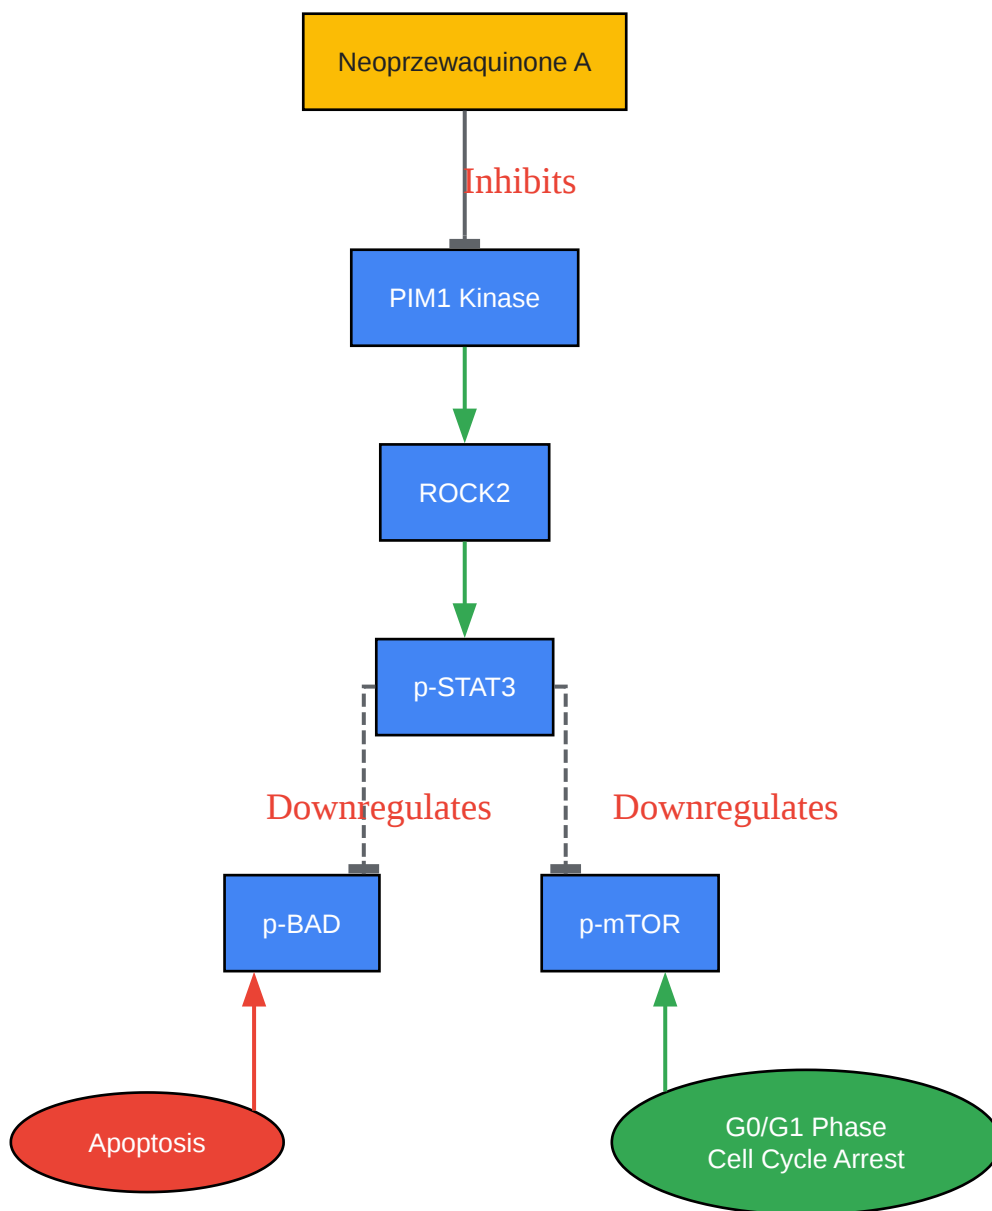 Neoprzewaquinone A
Inhibits
PIM1 Kinase
ROCK2
p-STAT3
Downregulates
Downregulates
p-BAD
p-mTOR
Apoptosis
G0/G1 Phase
Cell Cycle Arrest